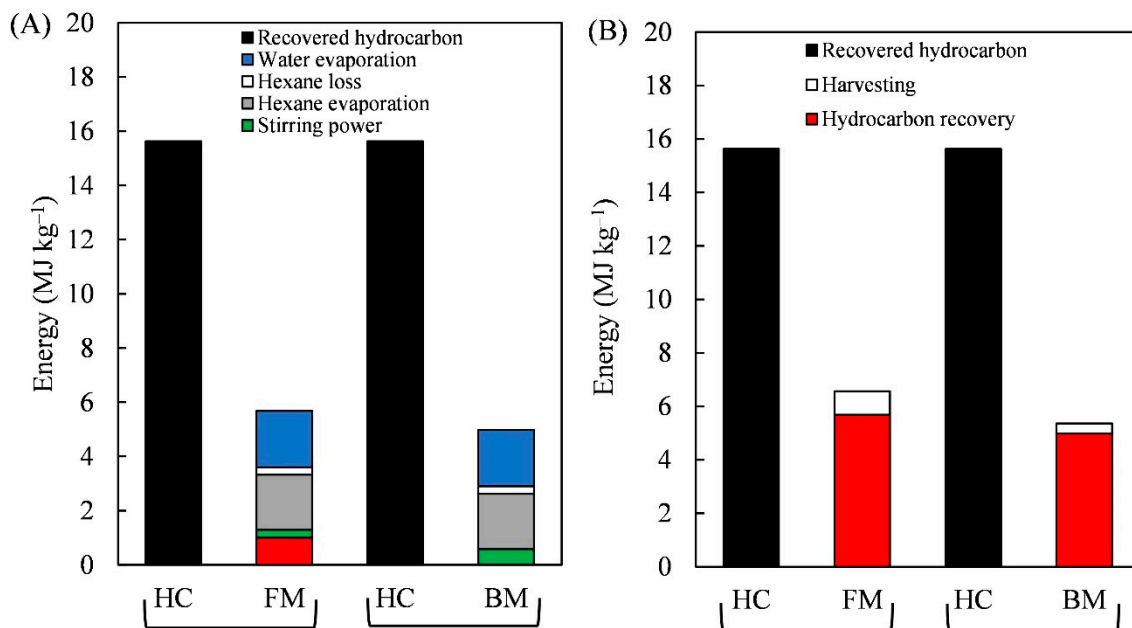 (A)
Energy (MJ kg⁻¹)
20
18
16
14
12
10
8
6
4
2
0
Recovered hydrocarbon
Water evaporation
Hexane loss
Hexane evaporation
Stirring power
HC FM HC BM
(B)
Energy (MJ kg⁻¹)
20
18
16
14
12
10
8
6
4
2
0
Recovered hydrocarbon
Harvesting
Hydrocarbon recovery
HC FM HC BM